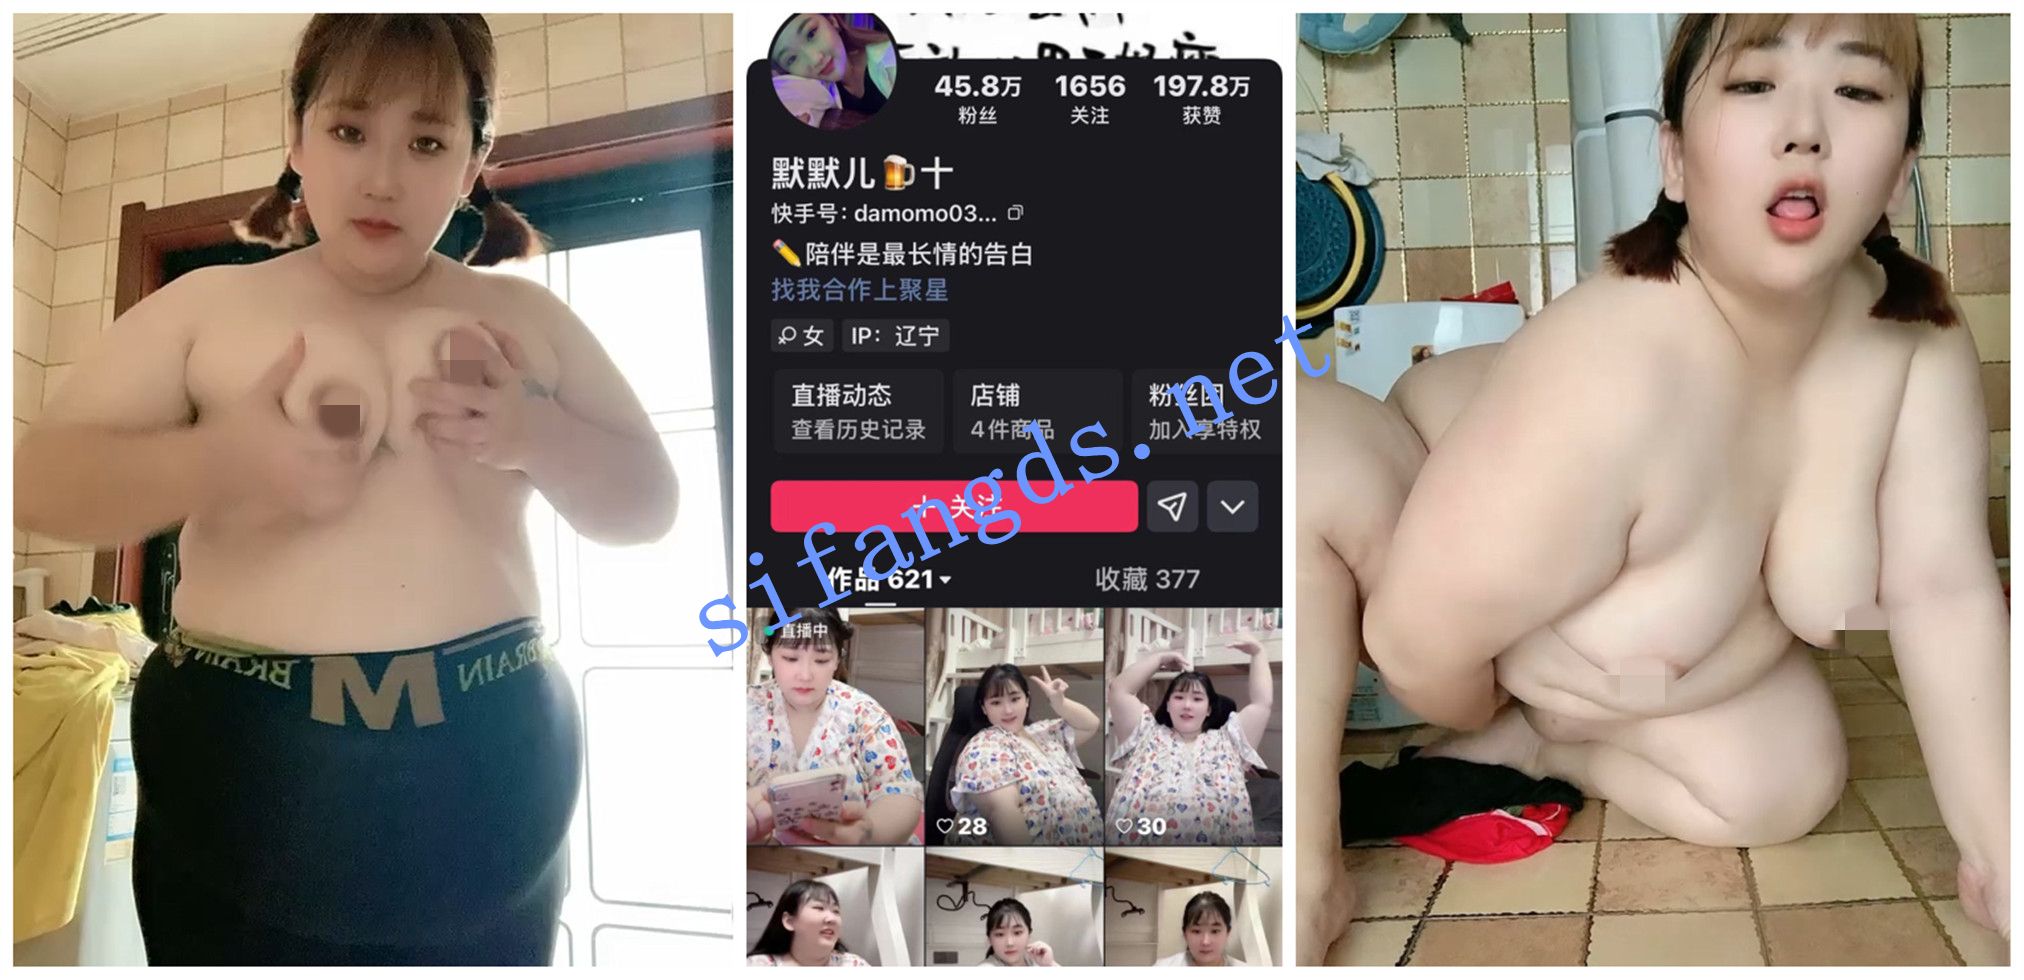 45.8万 1656 197.8万
粉丝 关注 获赞
默默儿🍺十
快手号: damomo03...
✏️陪伴是最长情的告白
找我合作上聚星
女 IP: 辽宁
直播动态 店铺 粉丝团
查看历史记录 4件商品 加入享特权
+ 关注
作品 621 收藏 377
直播中
28 30
M
BRAIN
sifangds.net